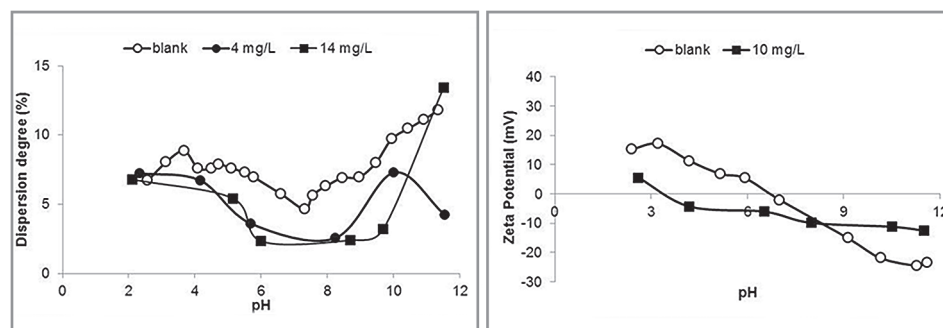 blank 4 mg/L 14 mg/L
15
10
5
0
0 2 4 6 8 10 12
Dispersion degree (%)
pH
blank 10 mg/L
40
30
20
10
0
-10
-20
-30
0 3 6 9 12
Zeta Potential (mV)
pH